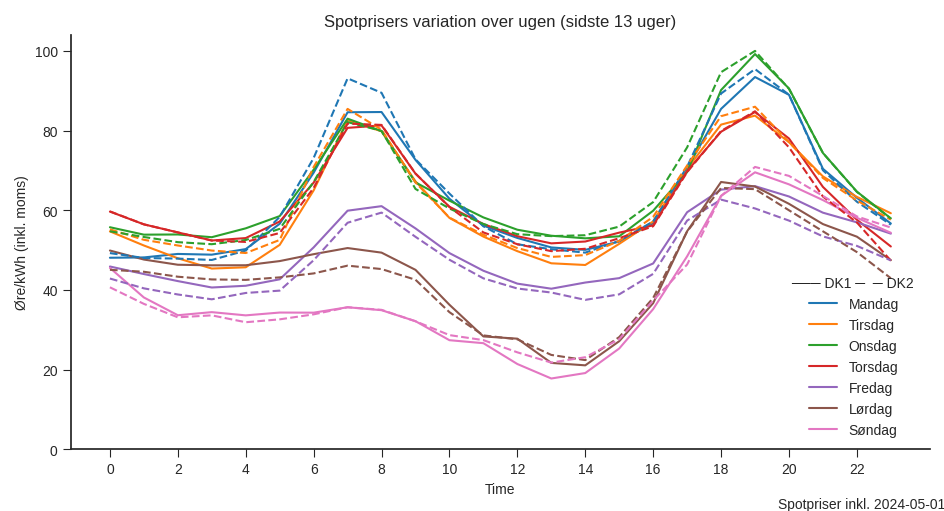 Spotprisers variation over ugen (sidste 13 uger)
Øre/kWh (inkl. moms)
100
80
60
40
20
0
0 2 4 6 8 10 12 14 16 18 20 22
Time
DK1 DK2
Mandag
Tirsdag
Onsdag
Torsdag
Fredag
Lørdag
Søndag
Spotpriser inkl. 2024-05-01